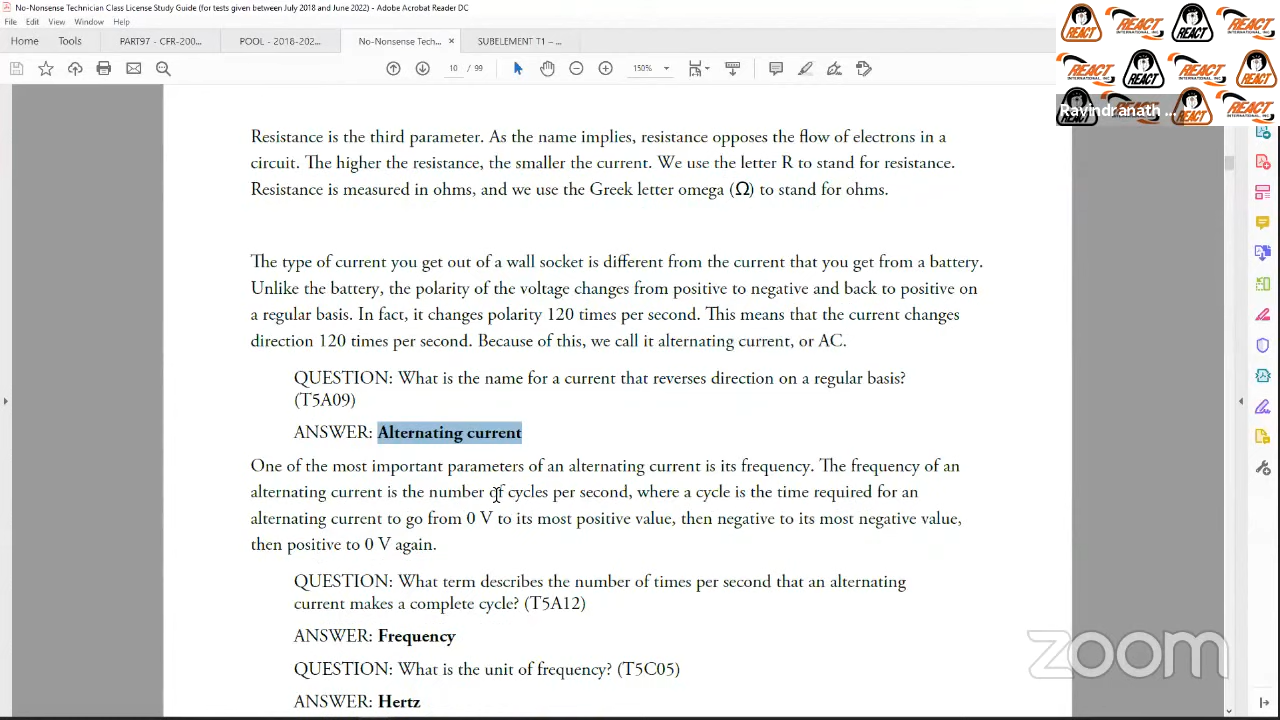 No-Nonsense Technician Class License Study Guide (for tests given between July 2018 and June 2022) - Adobe Acrobat Reader DC
File Edit View Window Help
Home Tools PART97 - CFR-200... POOL - 2018-202... No-Nonsense Tech... × SUBELEMENT T5 -...
10 / 99 150%
REACT INTERNATIONAL, INC.
Ravindranath ...
Resistance is the third parameter. As the name implies, resistance opposes the flow of electrons in a
circuit. The higher the resistance, the smaller the current. We use the letter R to stand for resistance.
Resistance is measured in ohms, and we use the Greek letter omega (Ω) to stand for ohms.
The type of current you get out of a wall socket is different from the current that you get from a battery.
Unlike the battery, the polarity of the voltage changes from positive to negative and back to positive on
a regular basis. In fact, it changes polarity 120 times per second. This means that the current changes
direction 120 times per second. Because of this, we call it alternating current, or AC.
QUESTION: What is the name for a current that reverses direction on a regular basis?
(T5A09)
ANSWER: Alternating current
One of the most important parameters of an alternating current is its frequency. The frequency of an
alternating current is the number of cycles per second, where a cycle is the time required for an
alternating current to go from 0 V to its most positive value, then negative to its most negative value,
then positive to 0 V again.
QUESTION: What term describes the number of times per second that an alternating
current makes a complete cycle? (T5A12)
ANSWER: Frequency
QUESTION: What is the unit of frequency? (T5C05)
ANSWER: Hertz
zoom